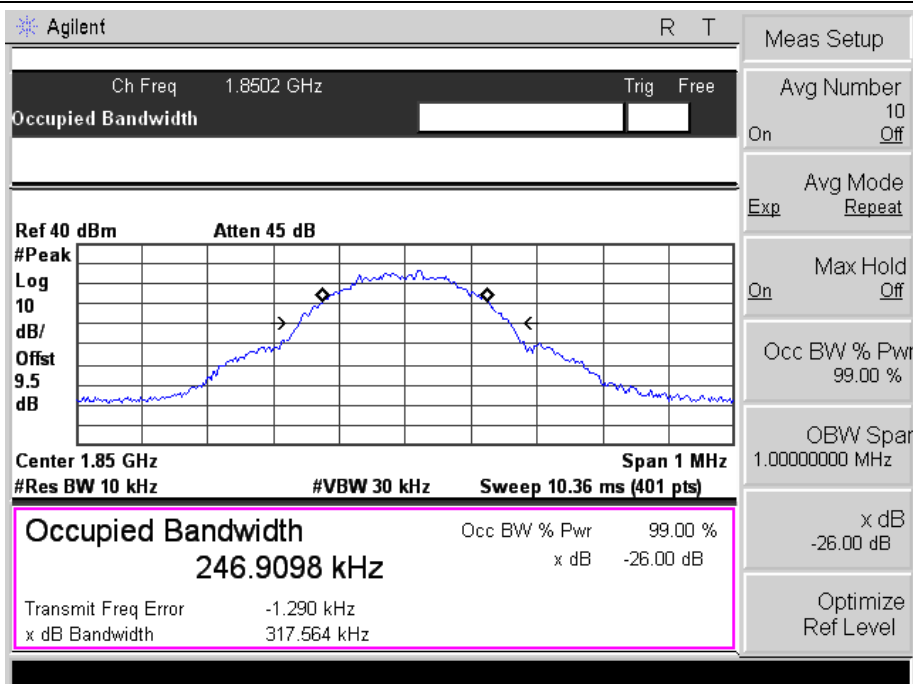 Agilent R T
Ch Freq 1.8502 GHz Trig Free
Occupied Bandwidth
Ref 40 dBm Atten 45 dB
#Peak
Log
10
dB/
Offst
9.5
dB
Center 1.85 GHz Span 1 MHz
#Res BW 10 kHz #VBW 30 kHz Sweep 10.36 ms (401 pts)
Occupied Bandwidth Occ BW % Pwr 99.00 %
246.9098 kHz x dB -26.00 dB
Transmit Freq Error -1.290 kHz
x dB Bandwidth 317.564 kHz
Meas Setup
Avg Number
10
On Off
Avg Mode
Exp Repeat
Max Hold
On Off
Occ BW % Pwr
99.00 %
OBW Span
1.00000000 MHz
x dB
-26.00 dB
Optimize
Ref Level